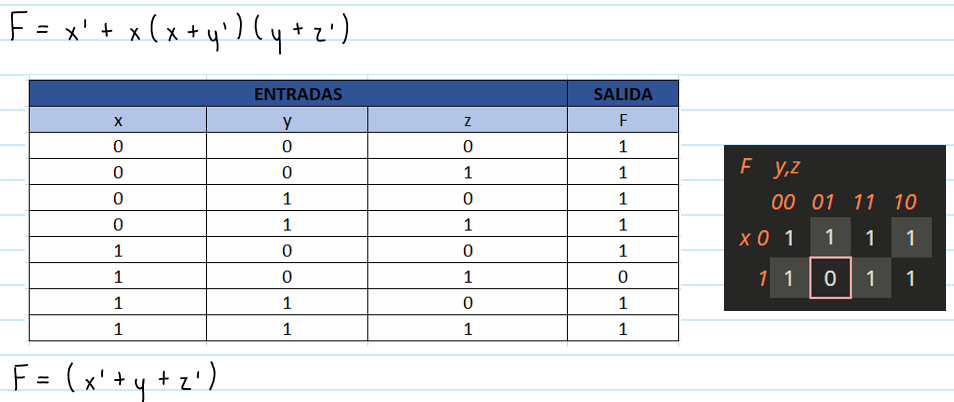 F = x' + x(x+y')(y+z')
ENTRADAS SALIDA
x y z F
0 0 0 1
0 0 1 1
0 1 0 1
0 1 1 1
1 0 0 1
1 0 1 0
1 1 0 1
1 1 1 1
F y,z
00 01 11 10
x 0 1 1 1 1
1 1 0 1 1
F = (x'+y+z')